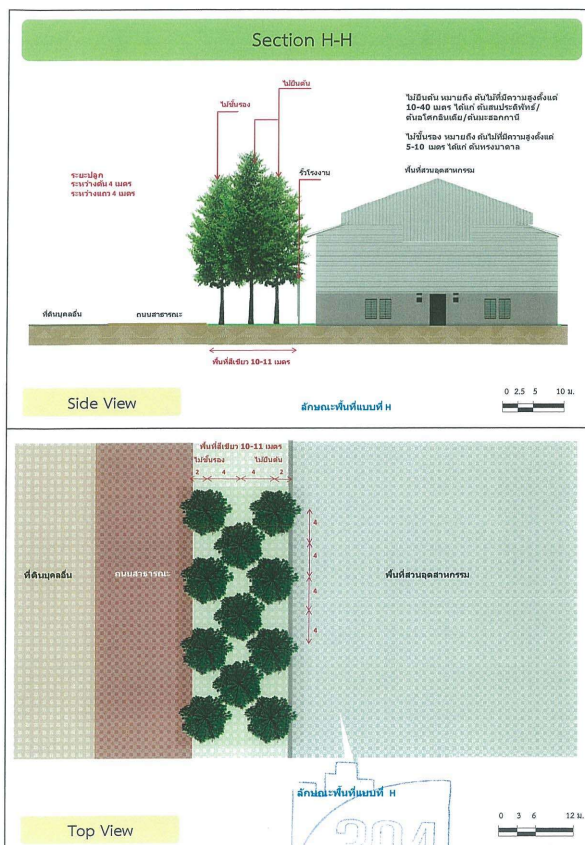 Section H-H
ไม้ยืนต้น
ไม้ชั้นรอง
ไม้ยืนต้น หมายถึง ต้นไม้ที่มีความสูงตั้งแต่
10-40 เมตร ได้แก่ ต้นสนประดิพัทธ์/
ต้นอโศกอินเดีย/ต้นมะฮอกกานี
ไม้ชั้นรอง หมายถึง ต้นไม้ที่มีความสูงตั้งแต่
5-10 เมตร ได้แก่ ต้นทรงบาดาล
ระยะปลูก
ระหว่างต้น 4 เมตร
ระหว่างแถว 4 เมตร
รั้วโรงงาน
พื้นที่สวนอุตสาหกรรม
ที่ดินบุคลอื่น
ถนนสาธารณะ
พื้นที่สีเขียว 10-11 เมตร
Side View
ลักษณะพื้นที่แบบที่ H
0 2.5 5 10 ม.
พื้นที่สีเขียว 10-11 เมตร
ไม้ชั้นรอง ไม้ยืนต้น
2 4 4 2
4
4
4
4
ที่ดินบุคลอื่น
ถนนสาธารณะ
พื้นที่สวนอุตสาหกรรม
ลักษณะพื้นที่แบบที่ H
304
Top View
0 3 6 12 ม.